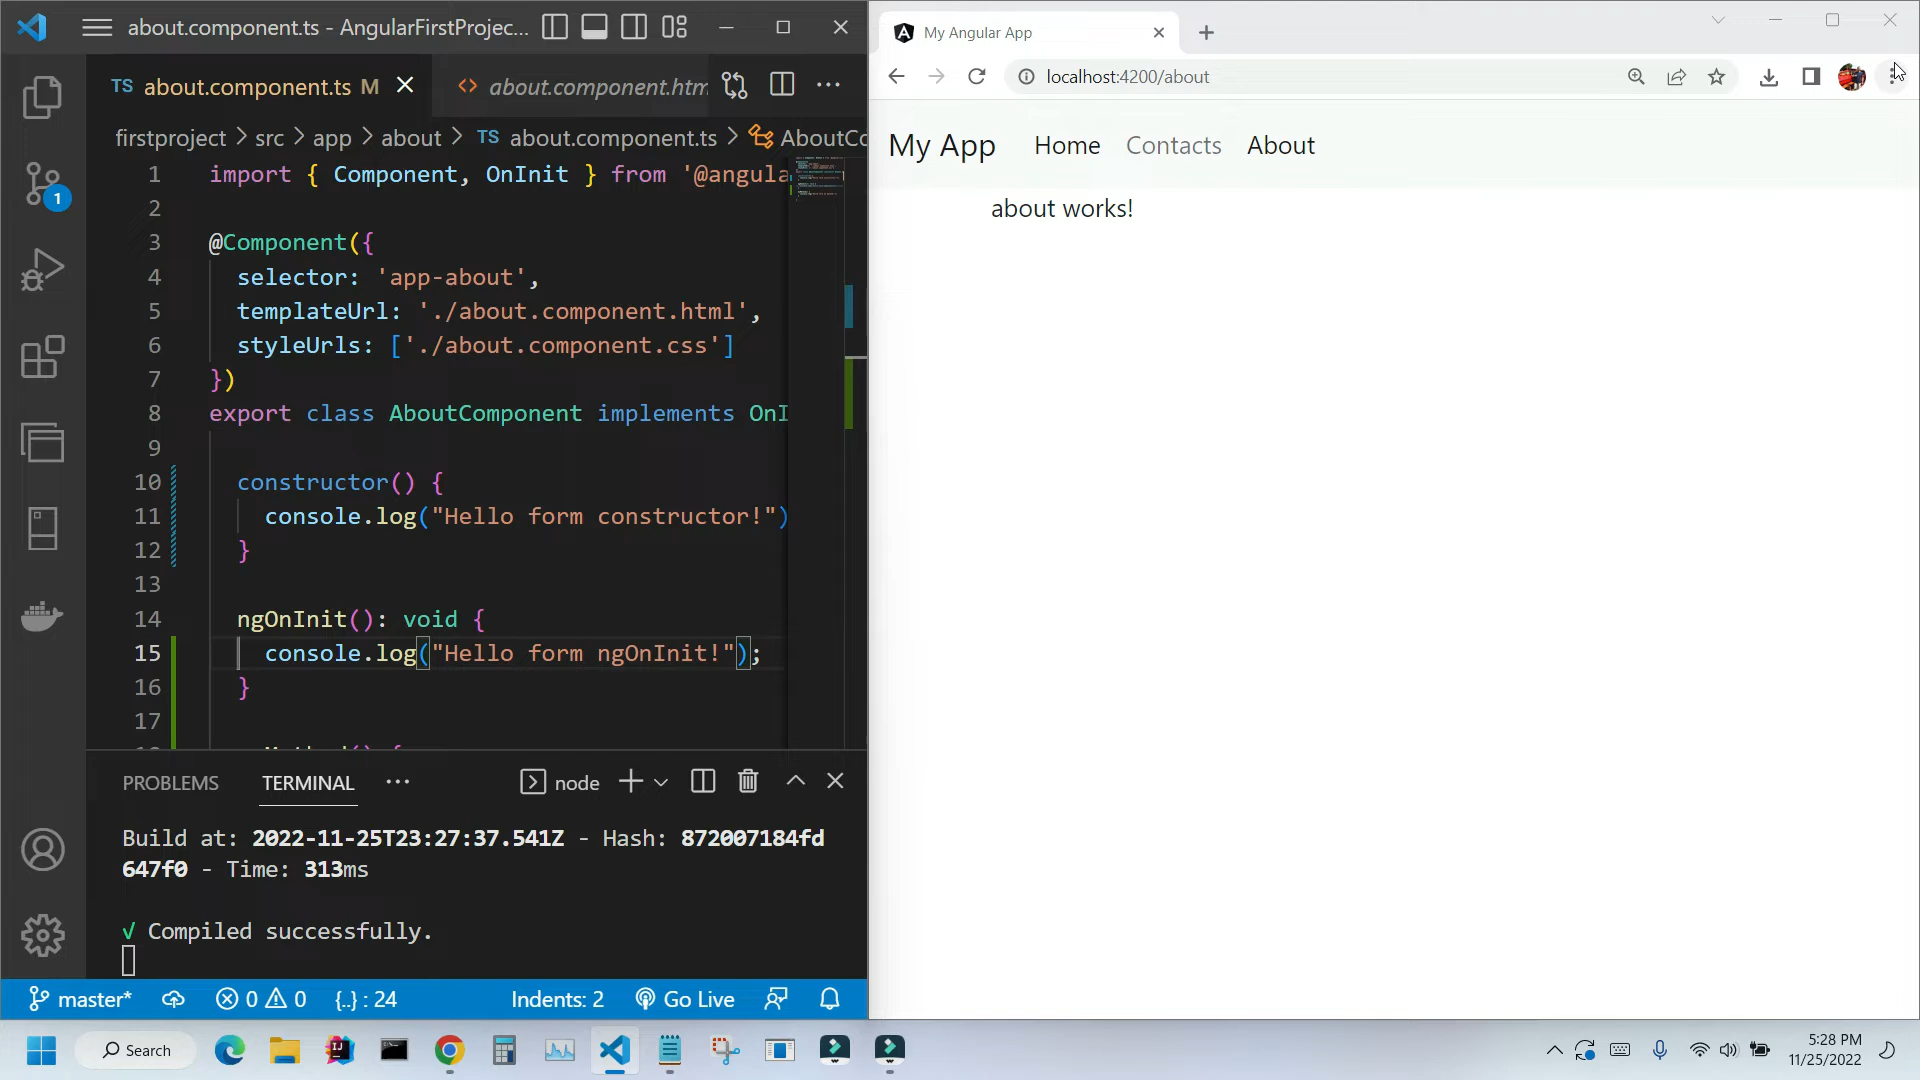 about.component.ts - AngularFirstProjec...
TS about.component.ts M
<> about.component.htm
firstproject > src > app > about > TS about.component.ts > AboutCo
1 import { Component, OnInit } from '@angula
2
3 @Component({
4 selector: 'app-about',
5 templateUrl: './about.component.html',
6 styleUrls: ['./about.component.css']
7 })
8 export class AboutComponent implements OnI
9
10 constructor() {
11 console.log("Hello form constructor!")
12 }
13
14 ngOnInit(): void {
15 console.log("Hello form ngOnInit!");
16 }
17
PROBLEMS TERMINAL ... node
Build at: 2022-11-25T23:27:37.541Z - Hash: 872007184fd
647f0 - Time: 313ms
√ Compiled successfully.
master* 0 0 {..} : 24 Indents: 2 Go Live
1
My Angular App
localhost:4200/about
My App Home Contacts About
about works!
Search
5:28 PM
11/25/2022